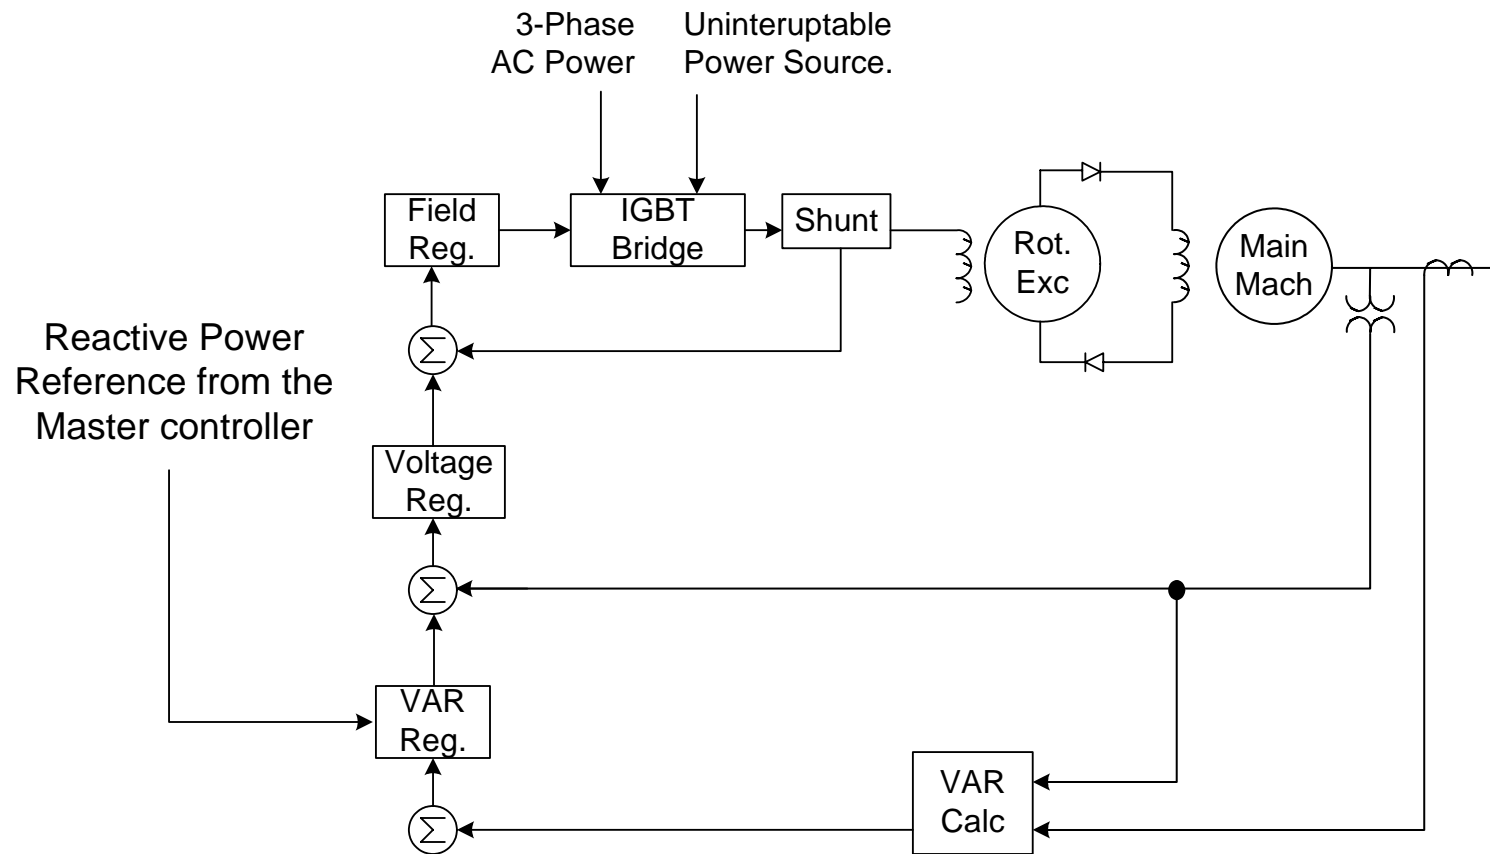 3-Phase
AC Power
Uninteruptable
Power Source.
Field
Reg.
IGBT
Bridge
Shunt
Rot.
Exc
Main
Mach
Reactive Power
Reference from the
Master controller
Σ
Voltage
Reg.
Σ
VAR
Reg.
VAR
Calc
Σ